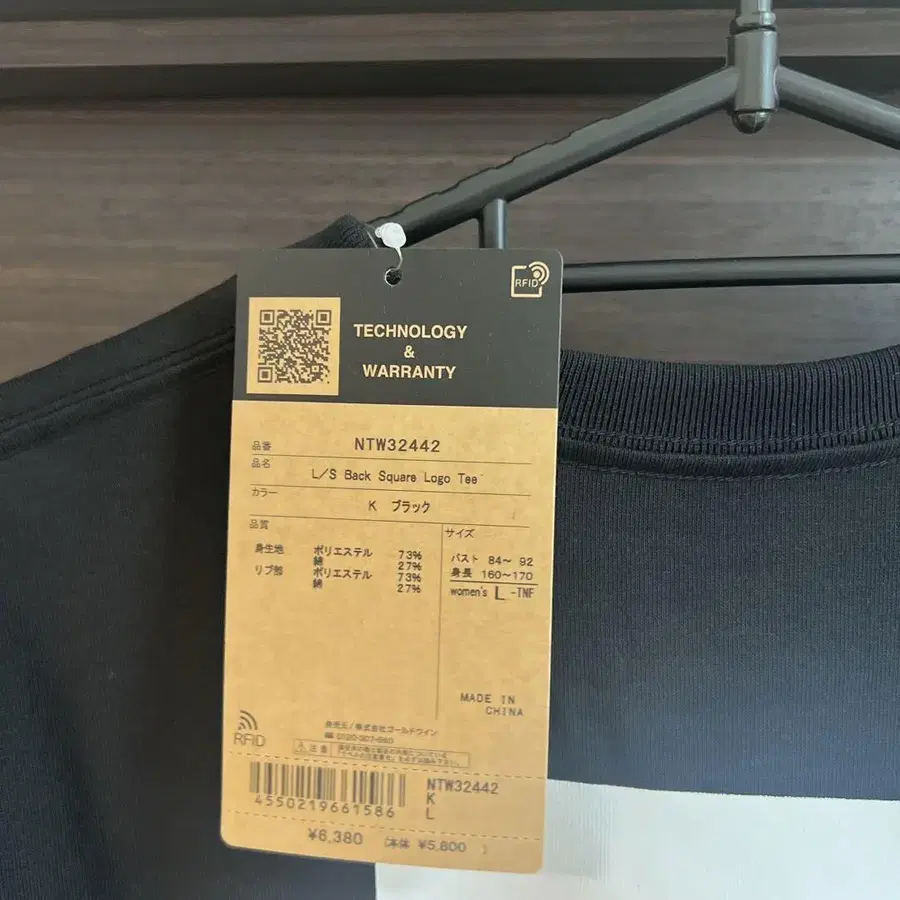 RFID
TECHNOLOGY
&
WARRANTY
品番 NTW32442
品名 L/S Back Square Logo Tee
カラー K ブラック
品質
身生地 ポリエステル 73%
綿 27%
リブ部 ポリエステル 73%
綿 27%
サイズ
バスト 84～ 92
身長 160～170
women's L -TNF
MADE IN
CHINA
RFID
発売元/株式会社ゴールドウイン
0120-307-560
注意
4550219661586
NTW32442
K
L
¥6,380 (本体 ¥5,800 )